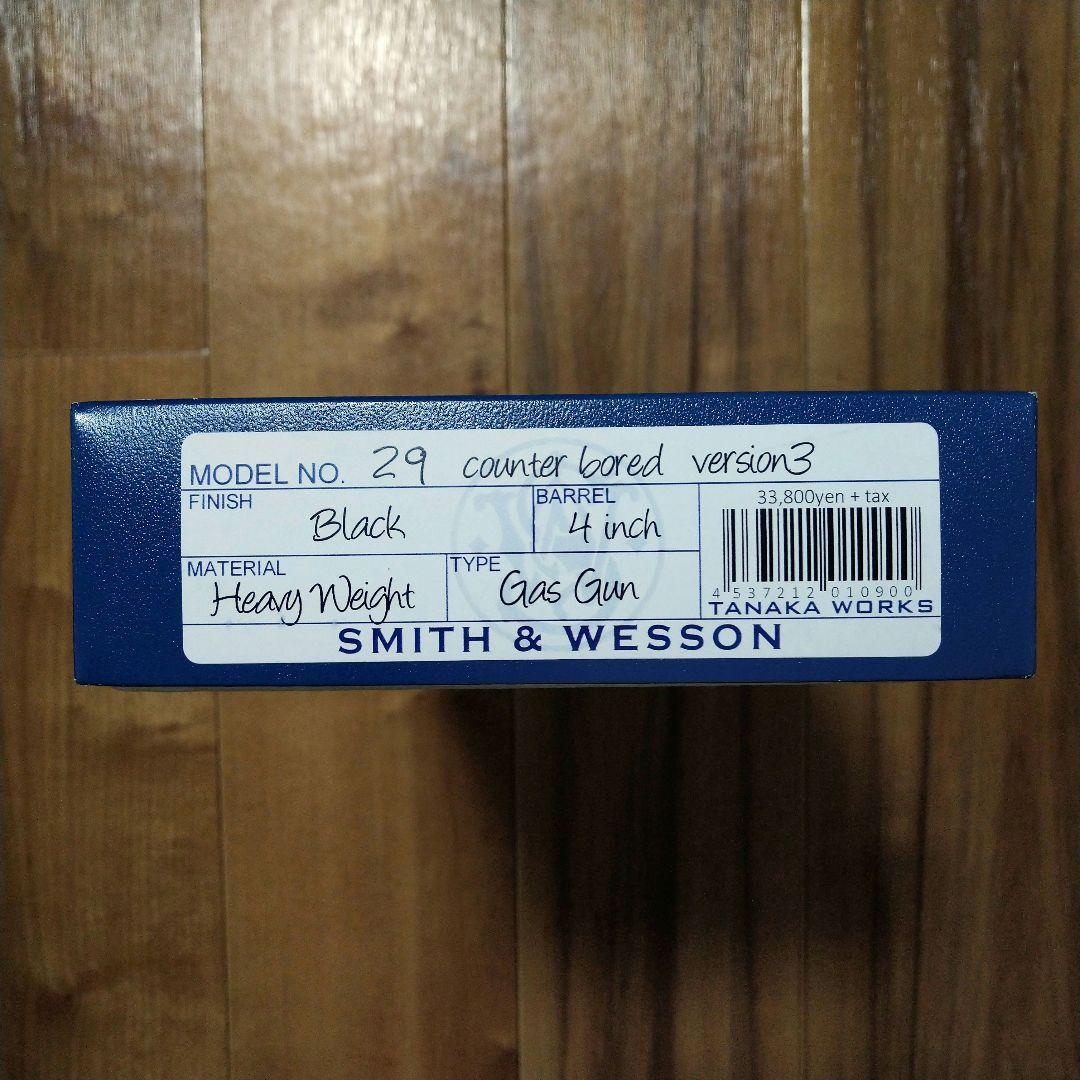 MODEL NO. 29 counter bored version3
FINISH Black
BARREL 4 inch
33,800yen + tax
MATERIAL Heavy Weight
TYPE Gas Gun
4 537212 010900
TANAKA WORKS
SMITH & WESSON